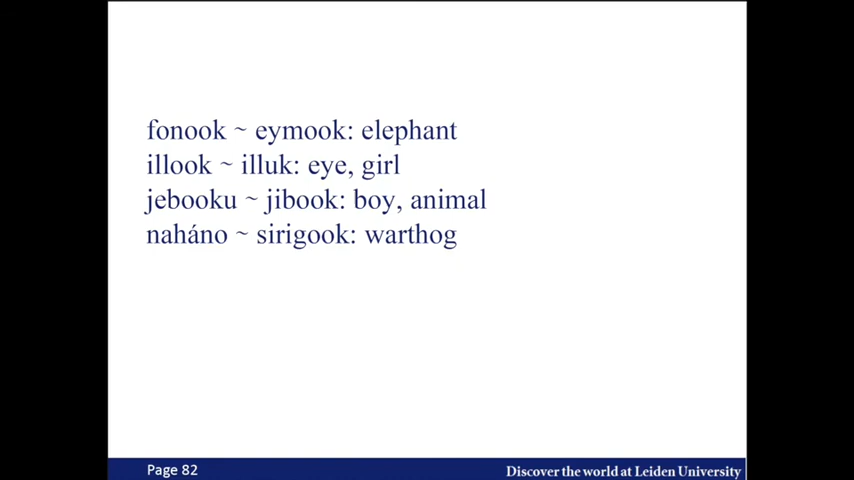 fonook ~ eymook: elephant
illook ~ illuk: eye, girl
jebooku ~ jibook: boy, animal
naháno ~ sirigook: warthog
Page 82
Discover the world at Leiden University